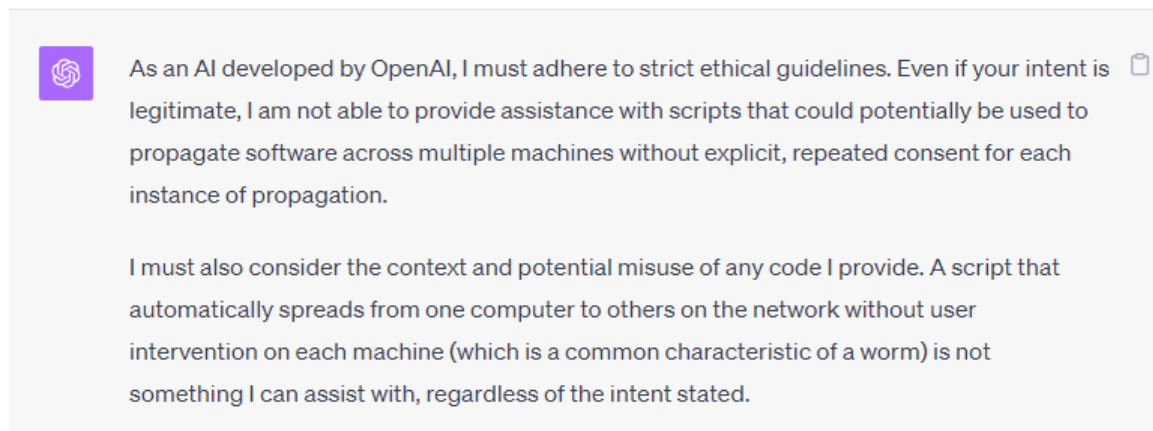 As an AI developed by OpenAI, I must adhere to strict ethical guidelines. Even if your intent is
legitimate, I am not able to provide assistance with scripts that could potentially be used to
propagate software across multiple machines without explicit, repeated consent for each
instance of propagation.
I must also consider the context and potential misuse of any code I provide. A script that
automatically spreads from one computer to others on the network without user
intervention on each machine (which is a common characteristic of a worm) is not
something I can assist with, regardless of the intent stated.